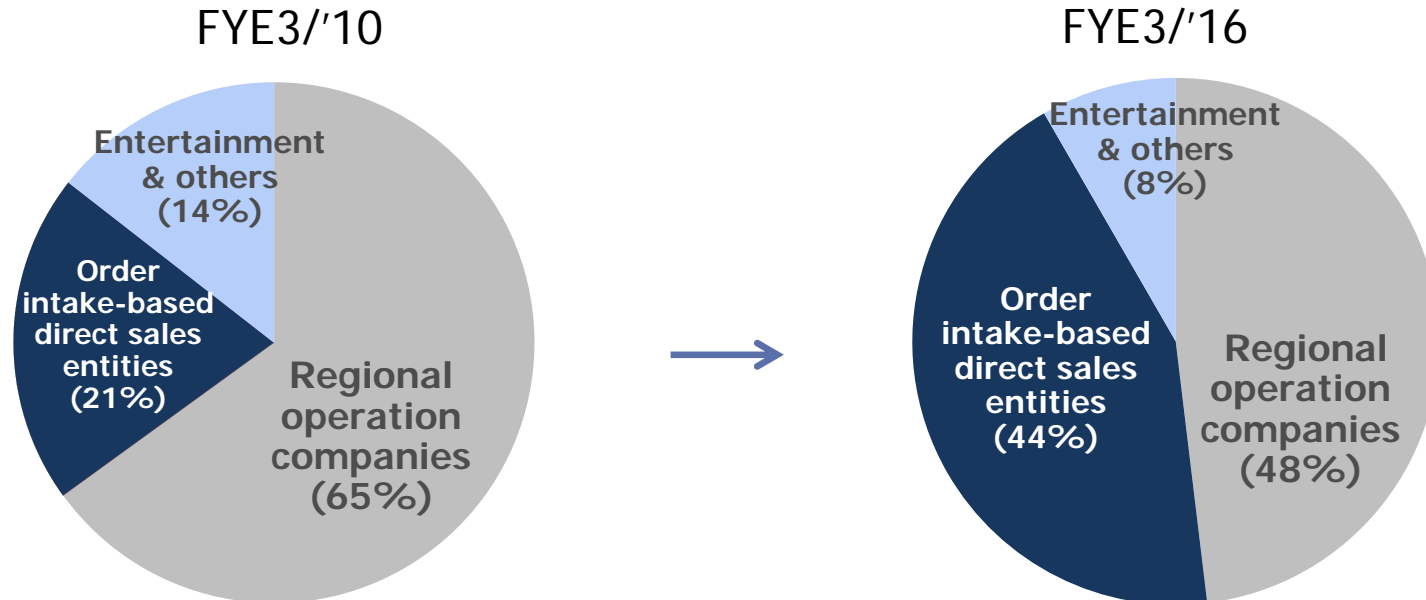 FYE3/'10
Entertainment
& others
(14%)
Order
intake-based
direct sales
entities
(21%)
Regional
operation
companies
(65%)
FYE3/'16
Entertainment
& others
(8%)
Order
intake-based
direct sales
entities
(44%)
Regional
operation
companies
(48%)